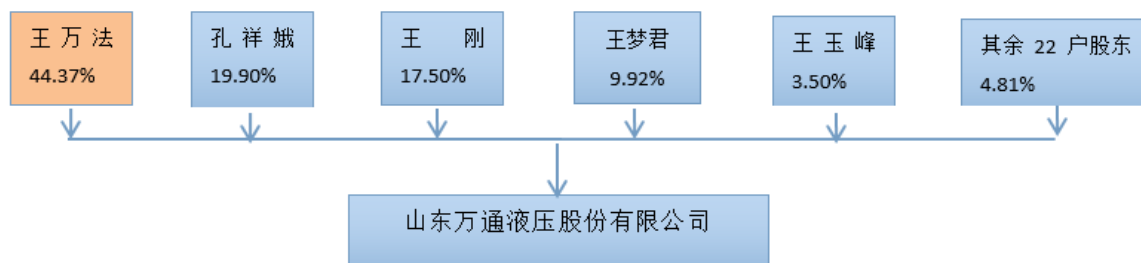 王 万 法
44.37%
孔 祥 娥
19.90%
王 刚
17.50%
王梦君
9.92%
王 玉 峰
3.50%
其余 22 户股东
4.81%
山东万通液压股份有限公司